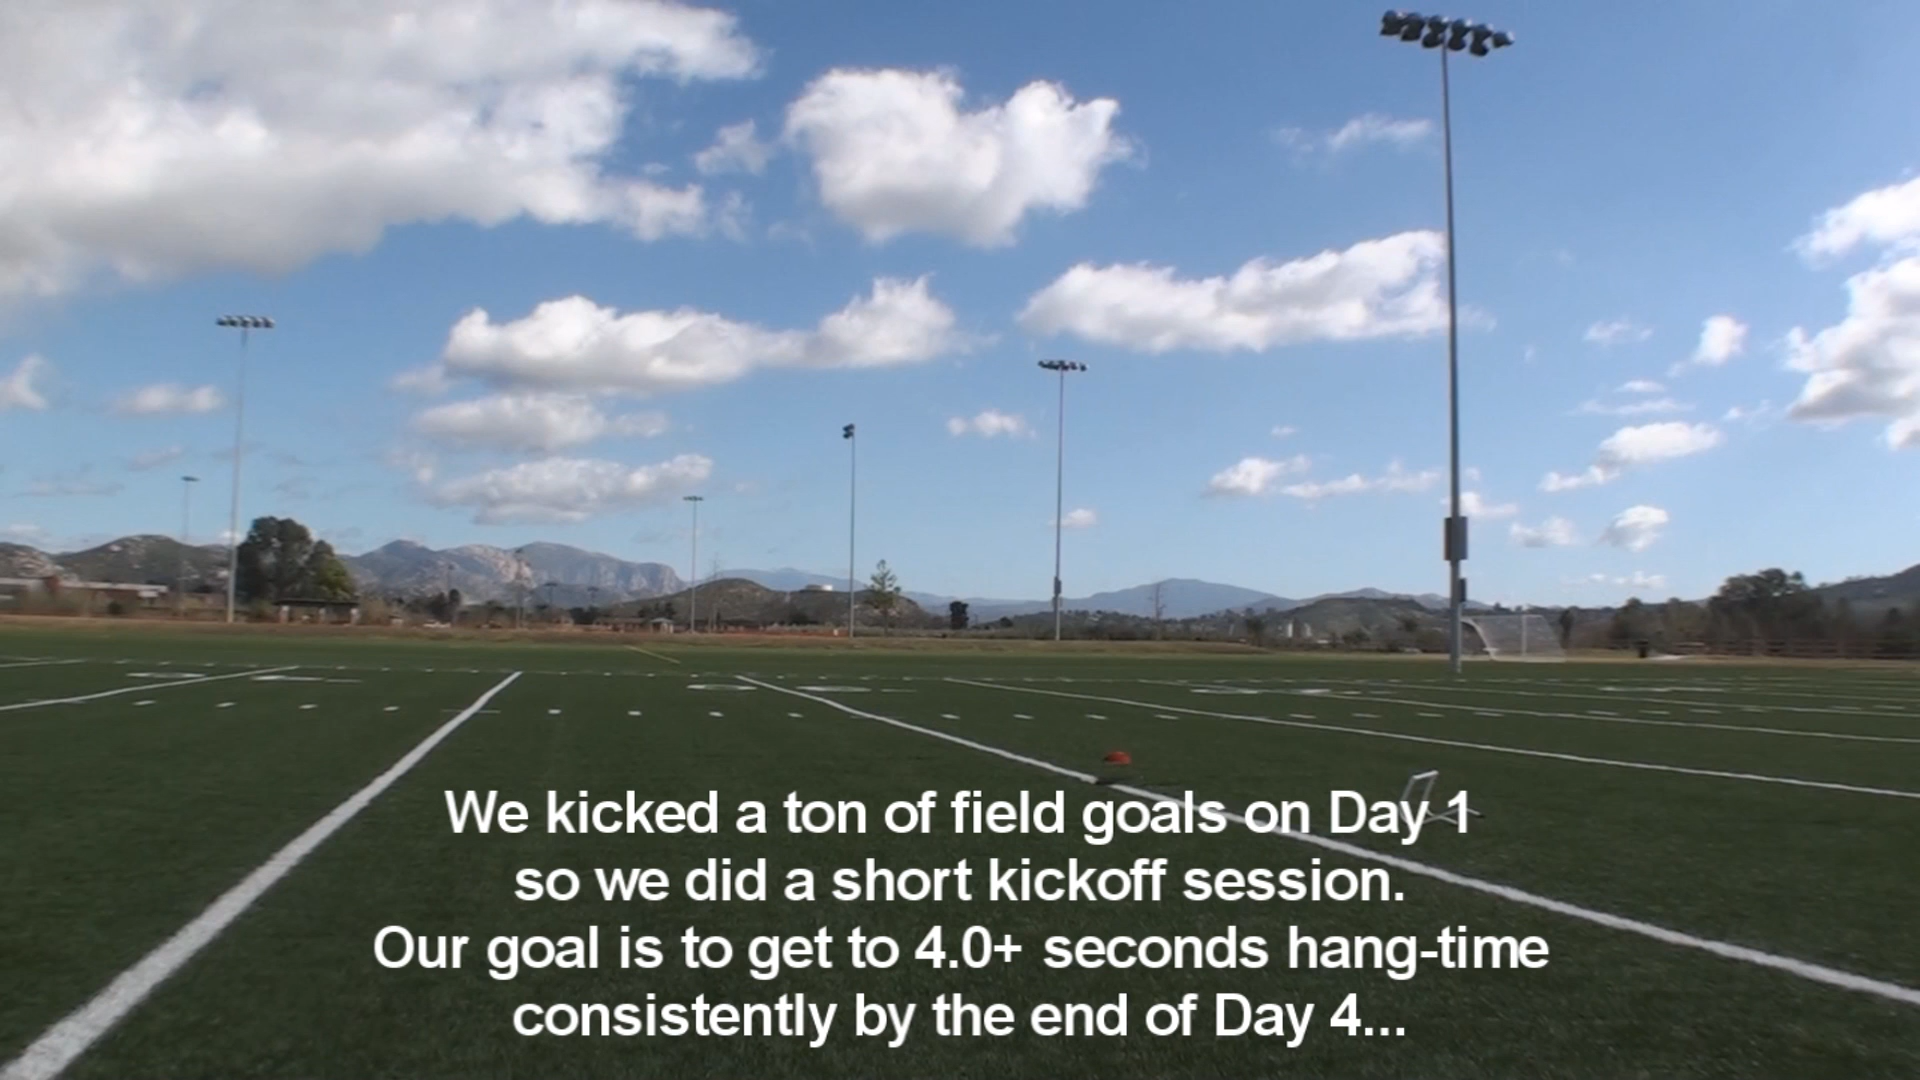 We kicked a ton of field goals on Day 1
so we did a short kickoff session.
Our goal is to get to 4.0+ seconds hang-time
consistently by the end of Day 4...